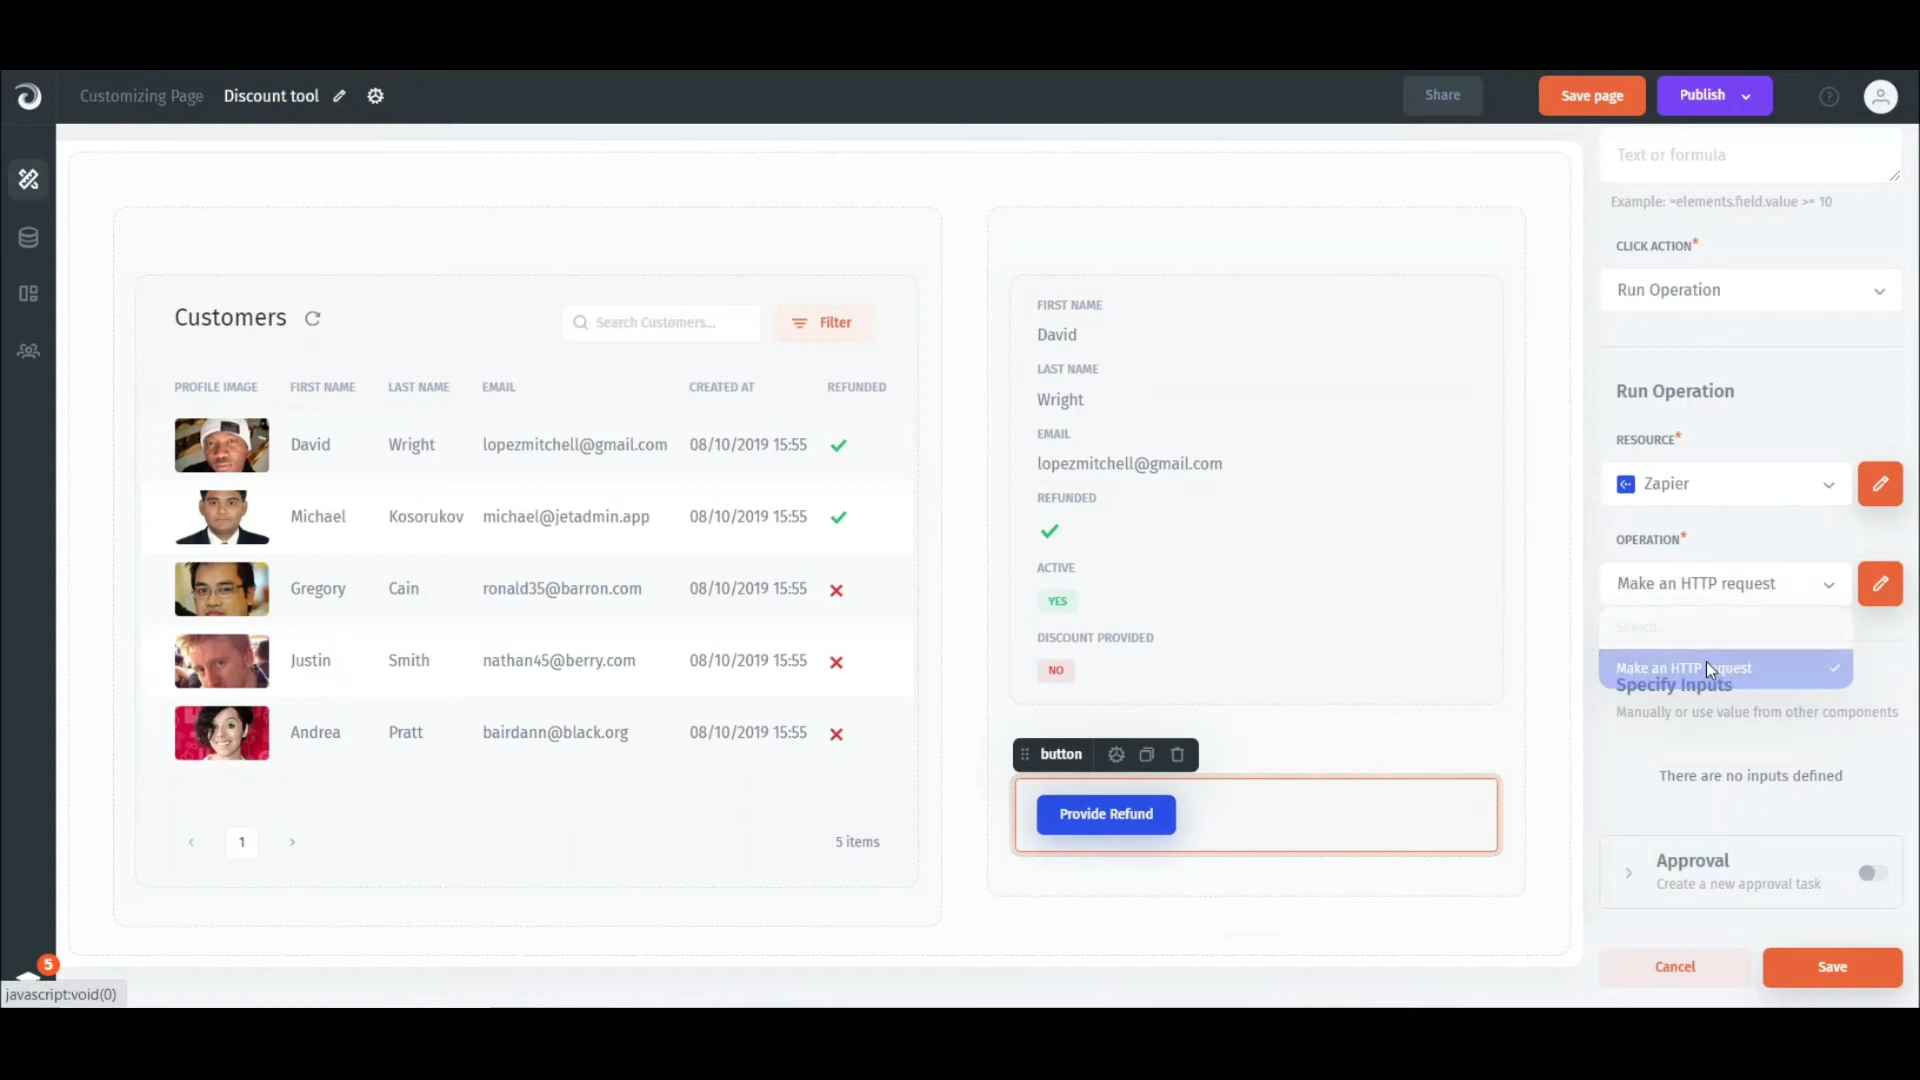 Customizing Page Discount tool
Share
Save page
Publish
?
Text or formula
Example: =elements.field.value >= 10
CLICK ACTION*
Run Operation
Run Operation
RESOURCE*
Zapier
OPERATION*
Make an HTTP request
Search...
Make an HTTP request
Specify Inputs
Manually or use value from other components
There are no inputs defined
Approval
Create a new approval task
Cancel
Save
Customers
Search Customers...
Filter
PROFILE IMAGE FIRST NAME LAST NAME EMAIL CREATED AT REFUNDED
David Wright lopezmitchell@gmail.com 08/10/2019 15:55
Michael Kosorukov michael@jetadmin.app 08/10/2019 15:55
Gregory Cain ronald35@barron.com 08/10/2019 15:55
Justin Smith nathan45@berry.com 08/10/2019 15:55
Andrea Pratt bairdann@black.org 08/10/2019 15:55
1
5 items
FIRST NAME
David
LAST NAME
Wright
EMAIL
lopezmitchell@gmail.com
REFUNDED
ACTIVE
YES
DISCOUNT PROVIDED
NO
button
Provide Refund
5
javascript:void(0)